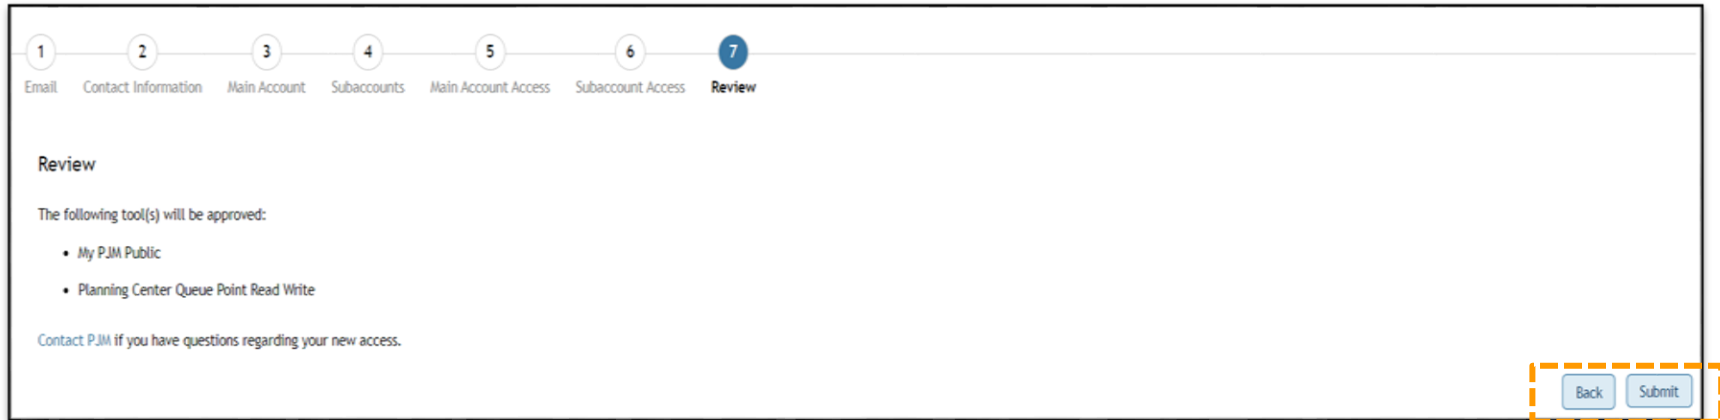 1 2 3 4 5 6 7
Email Contact Information Main Account Subaccounts Main Account Access Subaccount Access Review
Review
The following tool(s) will be approved:
• My PJM Public
• Planning Center Queue Point Read Write
Contact PJM if you have questions regarding your new access.
Back Submit